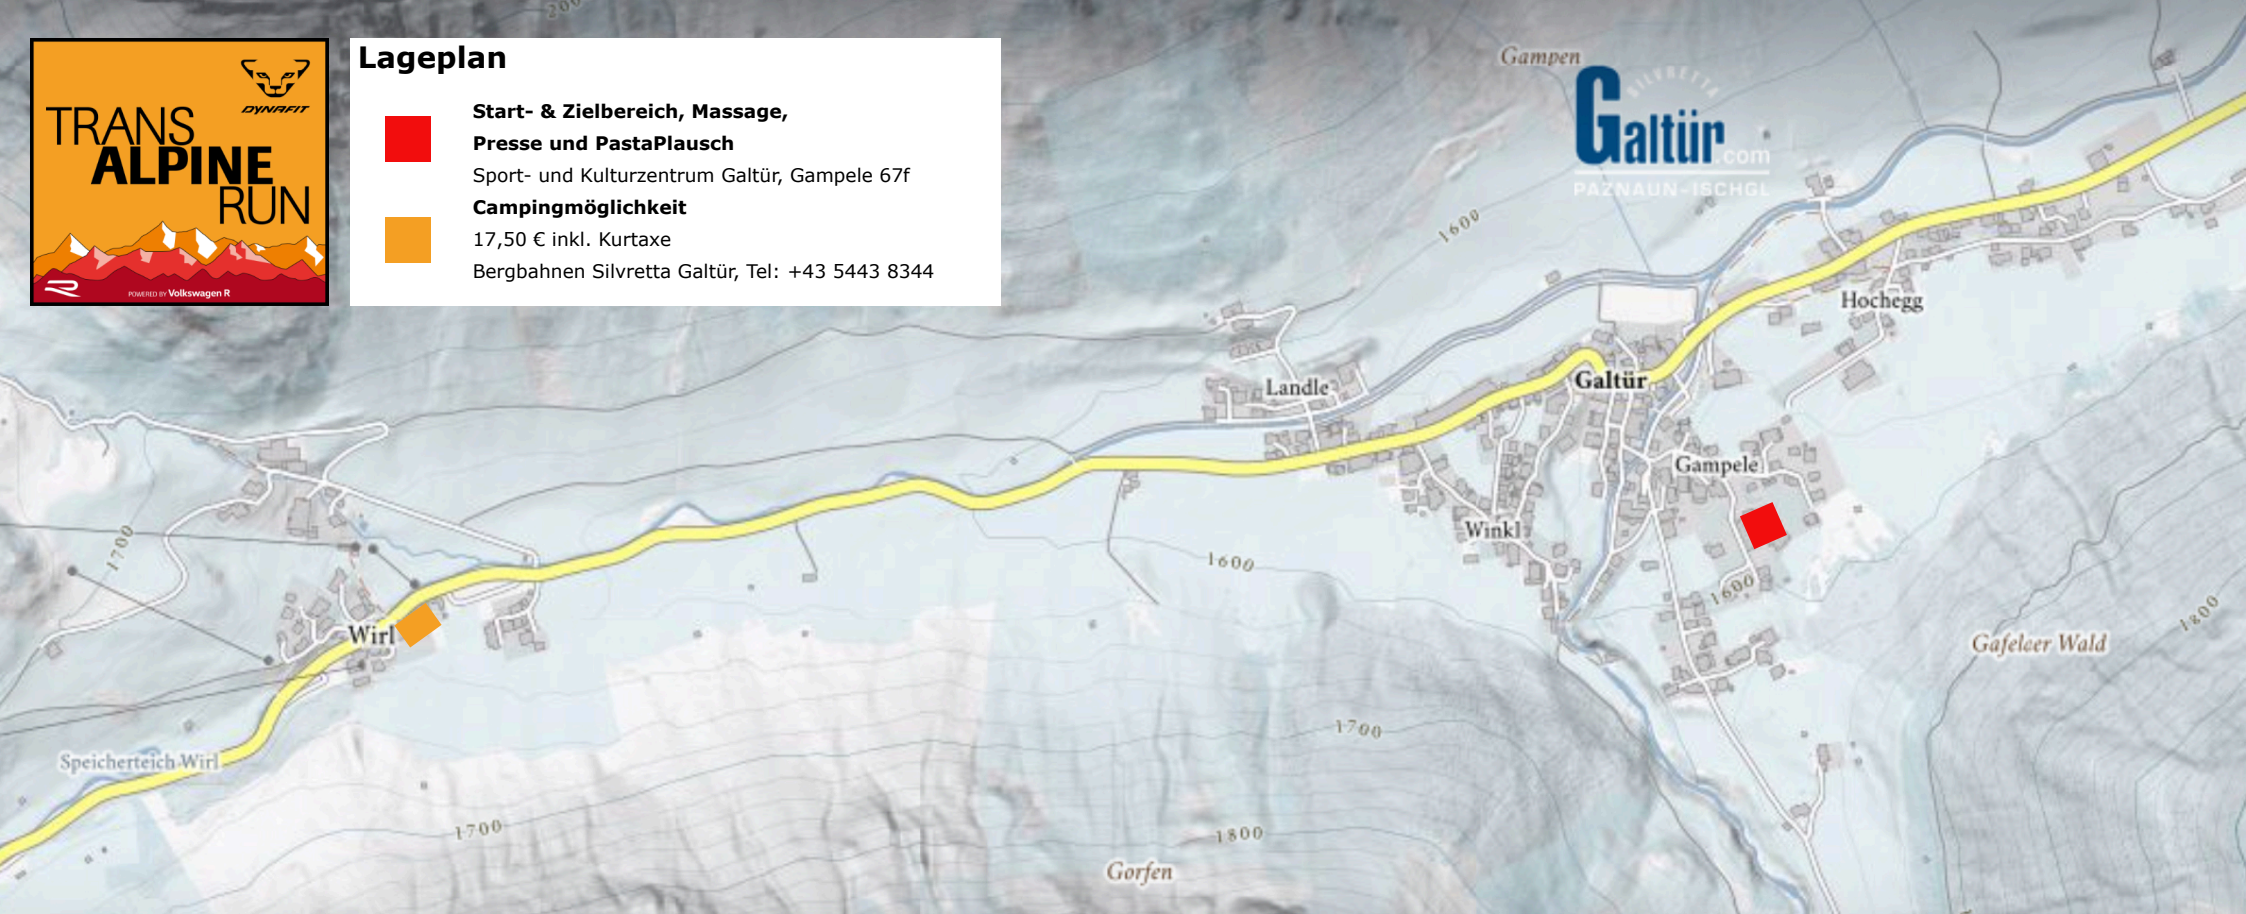 200
TRANS
ALPINE
RUN
DYNAFIT
POWERED BY Volkswagen R
Lageplan
Start- & Zielbereich, Massage,
Presse und PastaPlausch
Sport- und Kulturzentrum Galtür, Gampele 67f
Campingmöglichkeit
17,50 € inkl. Kurtaxe
Bergbahnen Silvretta Galtür, Tel: +43 5443 8344
Gampen
SILVRETTA
Galtür.com
PAZNAUN-ISCHGL
1600
Hochegg
Landle
Galtür
Gampele
Winkl
1700
1600
1600
Wirl
Gafelcer Wald
1800
Speicherteich Wirl
1700
1700
1800
Gorfen